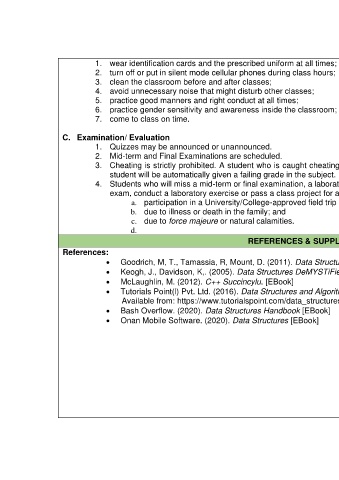 1. wear identification cards and the prescribed uniform at all times;
2. turn off or put in silent mode cellular phones during class hours;
3. clean the classroom before and after classes;
4. avoid unnecessary noise that might disturb other classes;
5. practice good manners and right conduct at all times;
6. practice gender sensitivity and awareness inside the classroom;
7. come to class on time.
C. Examination/ Evaluation
1. Quizzes may be announced or unannounced.
2. Mid-term and Final Examinations are scheduled.
3. Cheating is strictly prohibited. A student who is caught cheating
student will be automatically given a failing grade in the subject.
4. Students who will miss a mid-term or final examination, a laborat
exam, conduct a laboratory exercise or pass a class project for a
a. participation in a University/College-approved field trip
b. due to illness or death in the family; and
c. due to force majeure or natural calamities.
d.
REFERENCES & SUPPL
References:
• Goodrich, M, T., Tamassia, R, Mount, D. (2011). Data Structu
• Keogh, J., Davidson, K,. (2005). Data Structures DeMYSTiFie
• McLaughlin, M. (2012). C++ Succinctly. [EBook]
• Tutorials Point(I) Pvt. Ltd. (2016). Data Structures and Algorit
Available from: https://www.tutorialspoint.com/data_structures
• Bash Overflow. (2020). Data Structures Handbook [EBook]
• Onan Mobile Software. (2020). Data Structures [EBook]